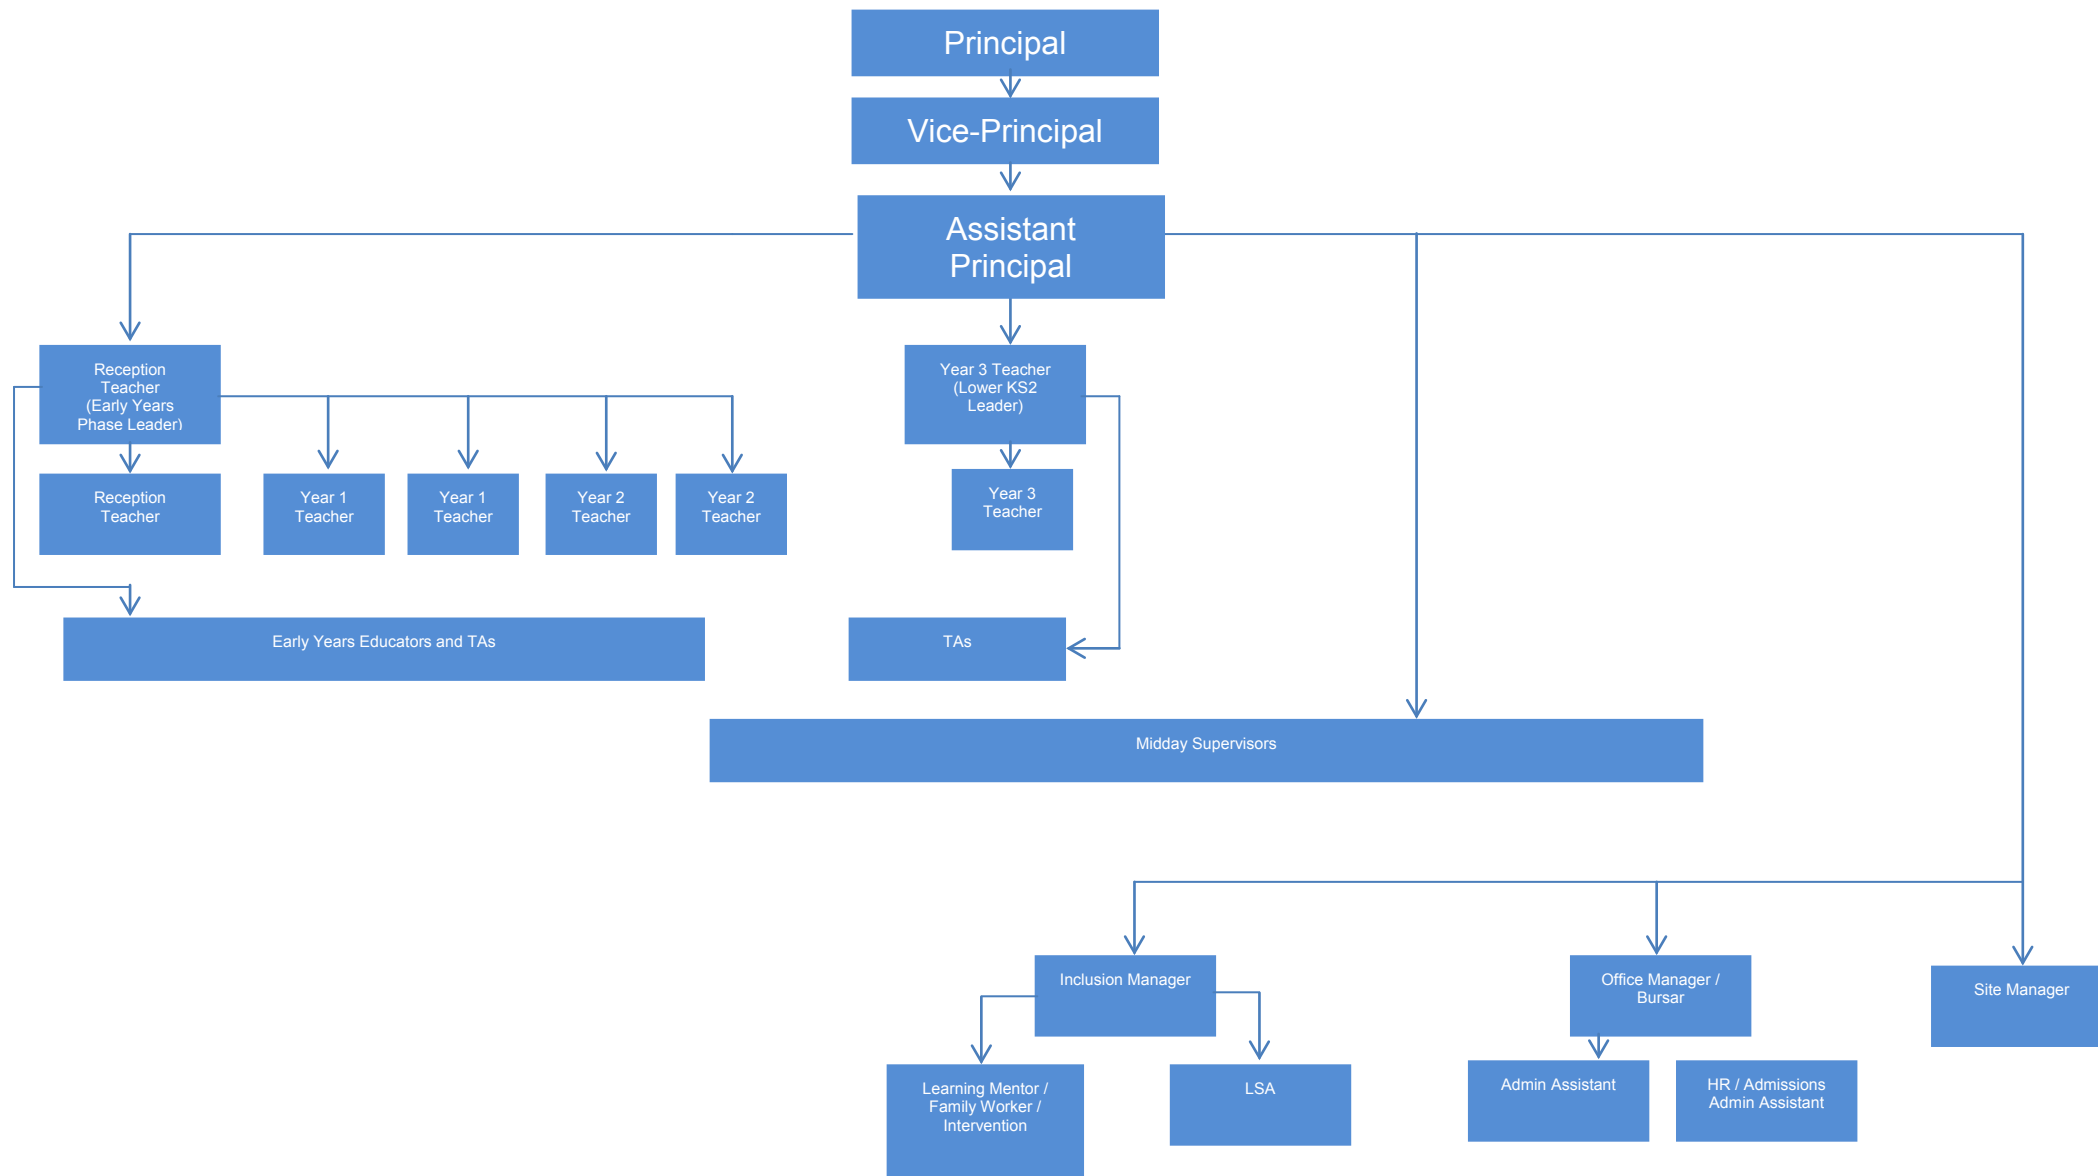 Principal
Vice-Principal
Assistant
Principal
Reception
Teacher
(Early Years
Phase Leader)
Year 3 Teacher
(Lower KS2
Leader)
Reception
Teacher
Year 1
Teacher
Year 1
Teacher
Year 2
Teacher
Year 2
Teacher
Year 3
Teacher
Early Years Educators and TAs
TAs
Midday Supervisors
Inclusion Manager
Office Manager /
Bursar
Site Manager
Learning Mentor /
Family Worker /
Intervention
LSA
Admin Assistant
HR / Admissions
Admin Assistant